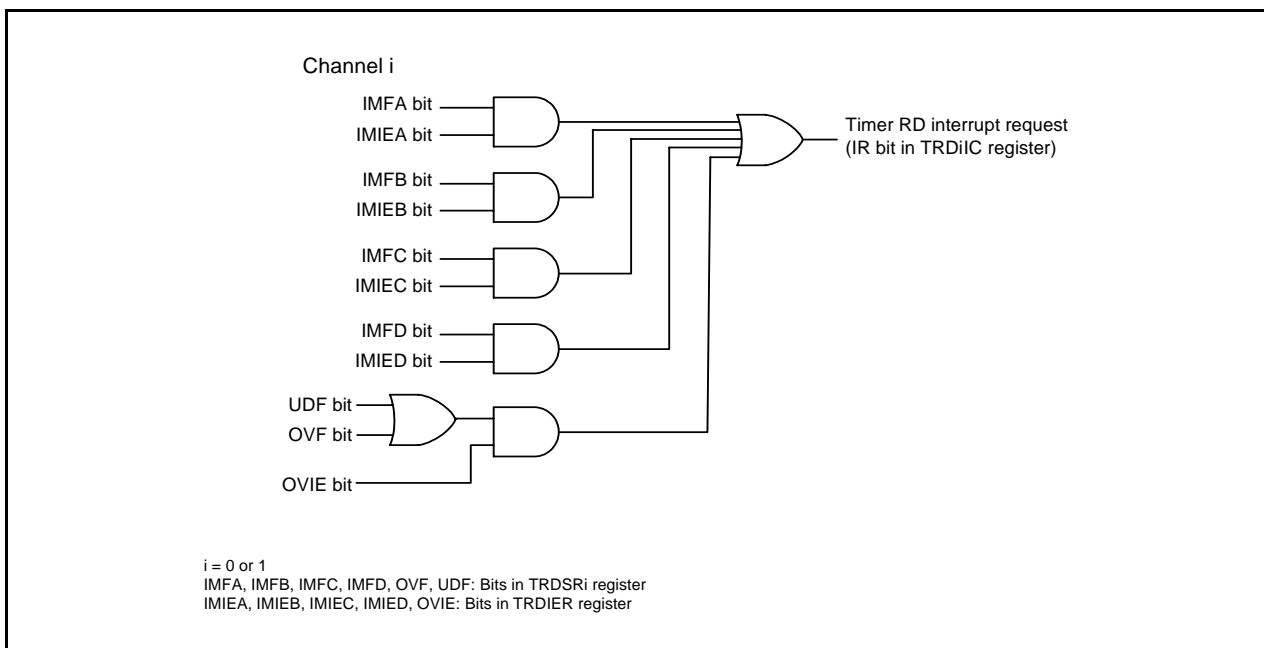 Channel i
IMFA bit
IMIEA bit
Timer RD interrupt request
(IR bit in TRDiIC register)
IMFB bit
IMIEB bit
IMFC bit
IMIEC bit
IMFD bit
IMIED bit
UDF bit
OVF bit
OVIE bit
i = 0 or 1
IMFA, IMFB, IMFC, IMFD, OVF, UDF: Bits in TRDSRi register
IMIEA, IMIEB, IMIEC, IMIED, OVIE: Bits in TRDIER register